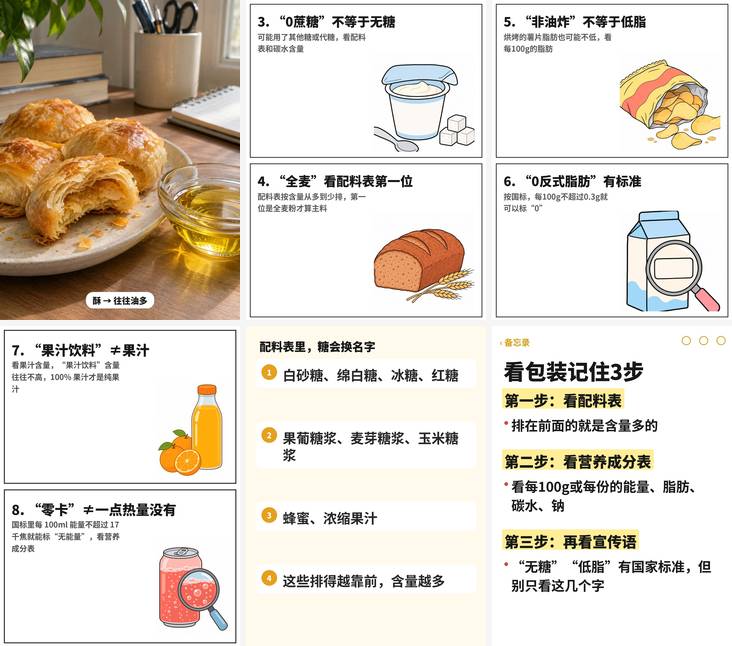 酥 → 往往油多
3. “0蔗糖”不等于无糖
可能用了其他糖或代糖，看配料
表和碳水含量
4. “全麦”看配料表第一位
配料表按含量从多到少排，第一
位是全麦粉才算主料
5. “非油炸”不等于低脂
烘烤的薯片脂肪也可能不低，看
每100g的脂肪
6. “0反式脂肪”有标准
按国标，每100g不超过0.3g就
可以标“0”
7. “果汁饮料”≠果汁
看果汁含量，“果汁饮料”含量
往往不高，100% 果汁才是纯果
汁
8. “零卡”≠一点热量没有
国标里每 100ml 能量不超过 17
千焦就能标“无能量”，看营养
成分表
配料表里，糖会换名字
1 白砂糖、绵白糖、冰糖、红糖
2 果葡糖浆、麦芽糖浆、玉米糖
浆
3 蜂蜜、浓缩果汁
4 这些排得越靠前，含量越多
‹ 备忘录
看包装记住3步
第一步：看配料表
• 排在前面的就是含量多的
第二步：看营养成分表
• 看每100g或每份的能量、脂肪、
碳水、钠
第三步：再看宣传语
• “无糖”“低脂”有国家标准，但
别只看这几个字